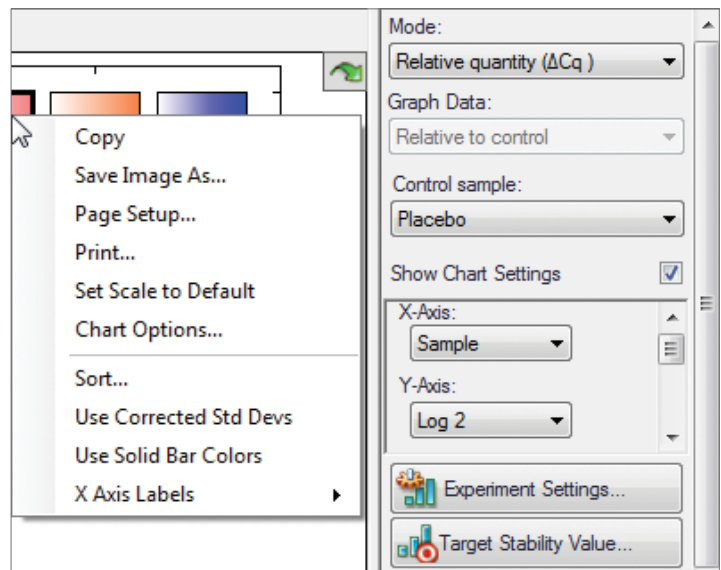 Copy
Save Image As...
Page Setup...
Print...
Set Scale to Default
Chart Options...
Sort...
Use Corrected Std Devs
Use Solid Bar Colors
X Axis Labels
Mode:
Relative quantity (ΔCq )
Graph Data:
Relative to control
Control sample:
Placebo
Show Chart Settings
X-Axis:
Sample
Y-Axis:
Log 2
Experiment Settings...
Target Stability Value...